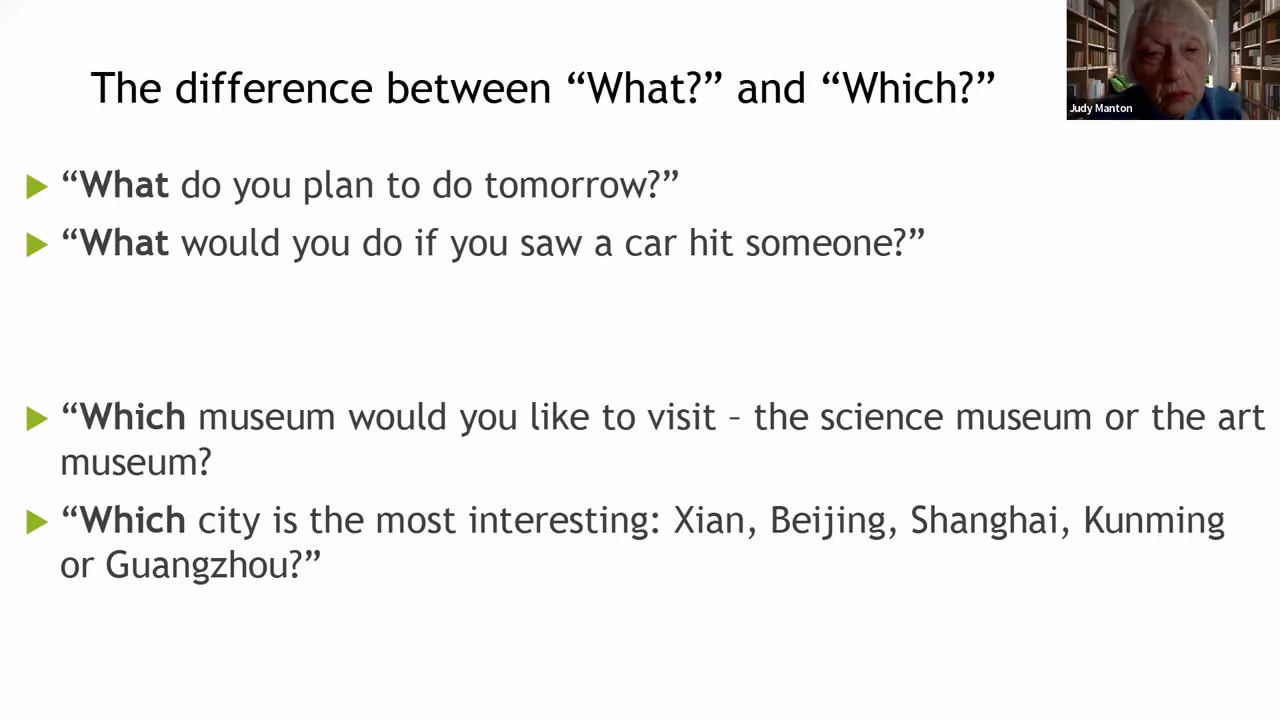 The difference between “What?” and “Which?”
Judy Manton
“What do you plan to do tomorrow?”
“What would you do if you saw a car hit someone?”
“Which museum would you like to visit – the science museum or the art
museum?
“Which city is the most interesting: Xian, Beijing, Shanghai, Kunming
or Guangzhou?”